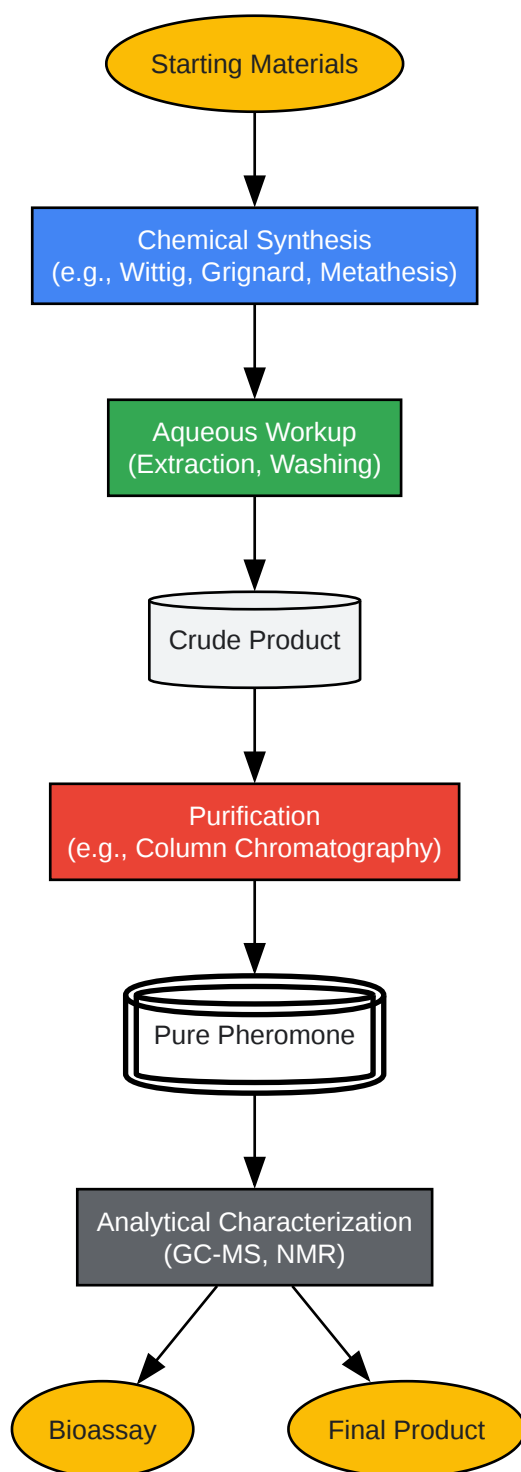 Starting Materials
Chemical Synthesis
(e.g., Wittig, Grignard, Metathesis)
Aqueous Workup
(Extraction, Washing)
Crude Product
Purification
(e.g., Column Chromatography)
Pure Pheromone
Analytical Characterization
(GC-MS, NMR)
Bioassay
Final Product